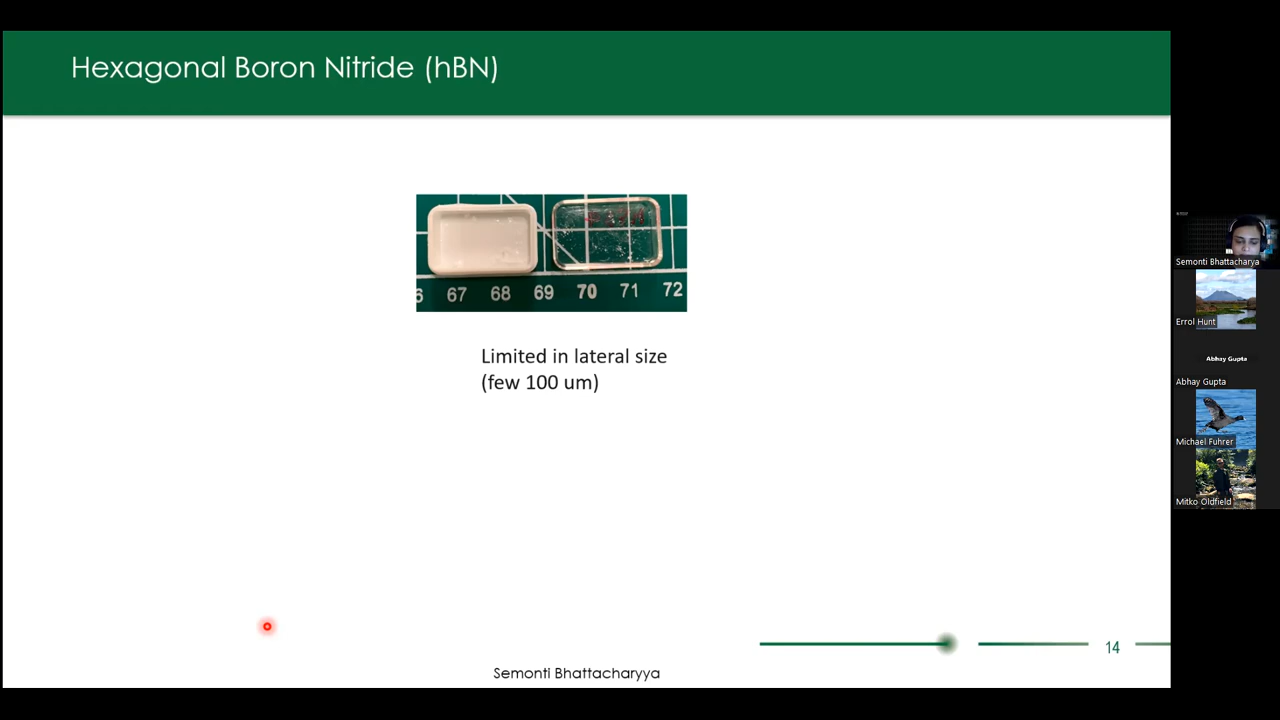 Hexagonal Boron Nitride (hBN)
6 67 68 69 70 71 72
Limited in lateral size
(few 100 um)
14
Semonti Bhattacharyya
Semonti Bhattacharya
Errol Hunt
Abhay Gupta
Abhay Gupta
Michael Fuhrer
Mitko Oldfield